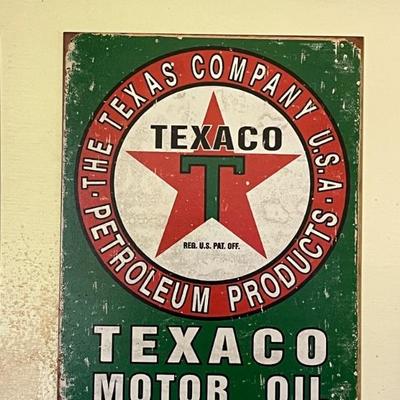 · THE TEXAS COMPANY U.S.A ·
PETROLEUM PRODUCTS
TEXACO
T
REG. U.S. PAT. OFF.
TEXACO
MOTOR OIL